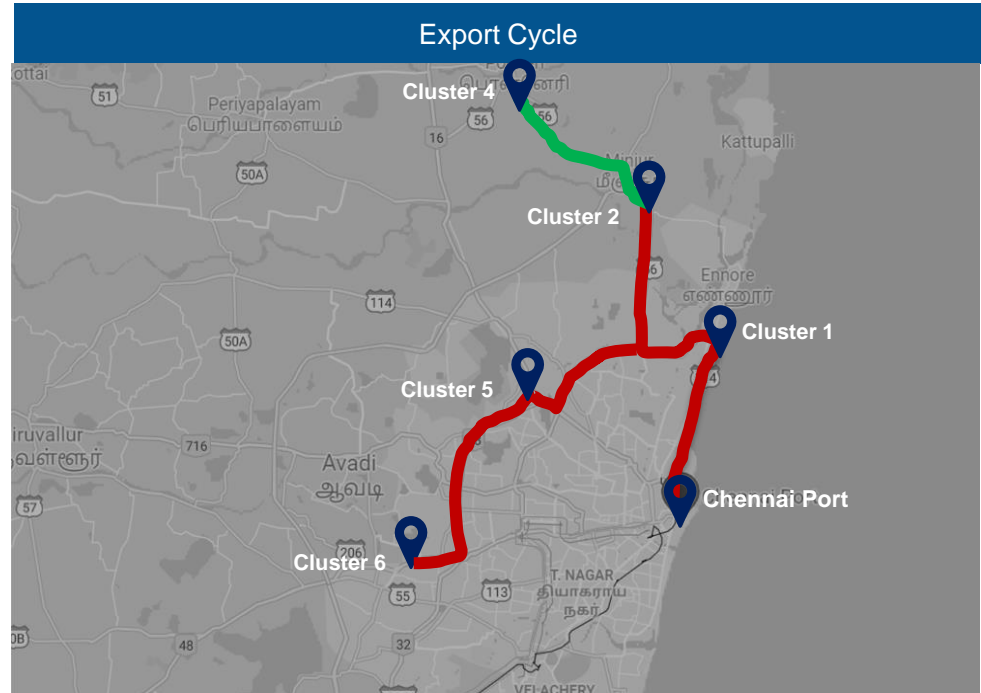 Export Cycle
51
Cluster 4
56
56
Periyapalayam
பெரியபாளையம்
16
Kattupalli
50A
Minjur
Cluster 2
Ennore
எண்ணூர்
114
50A
Cluster 1
Cluster 5
716
Avadi
ஆவடி
57
Chennai Port
206
Cluster 6
T. NAGAR
தியாகராய
நகர்
55
113
48
32
VELACHERY